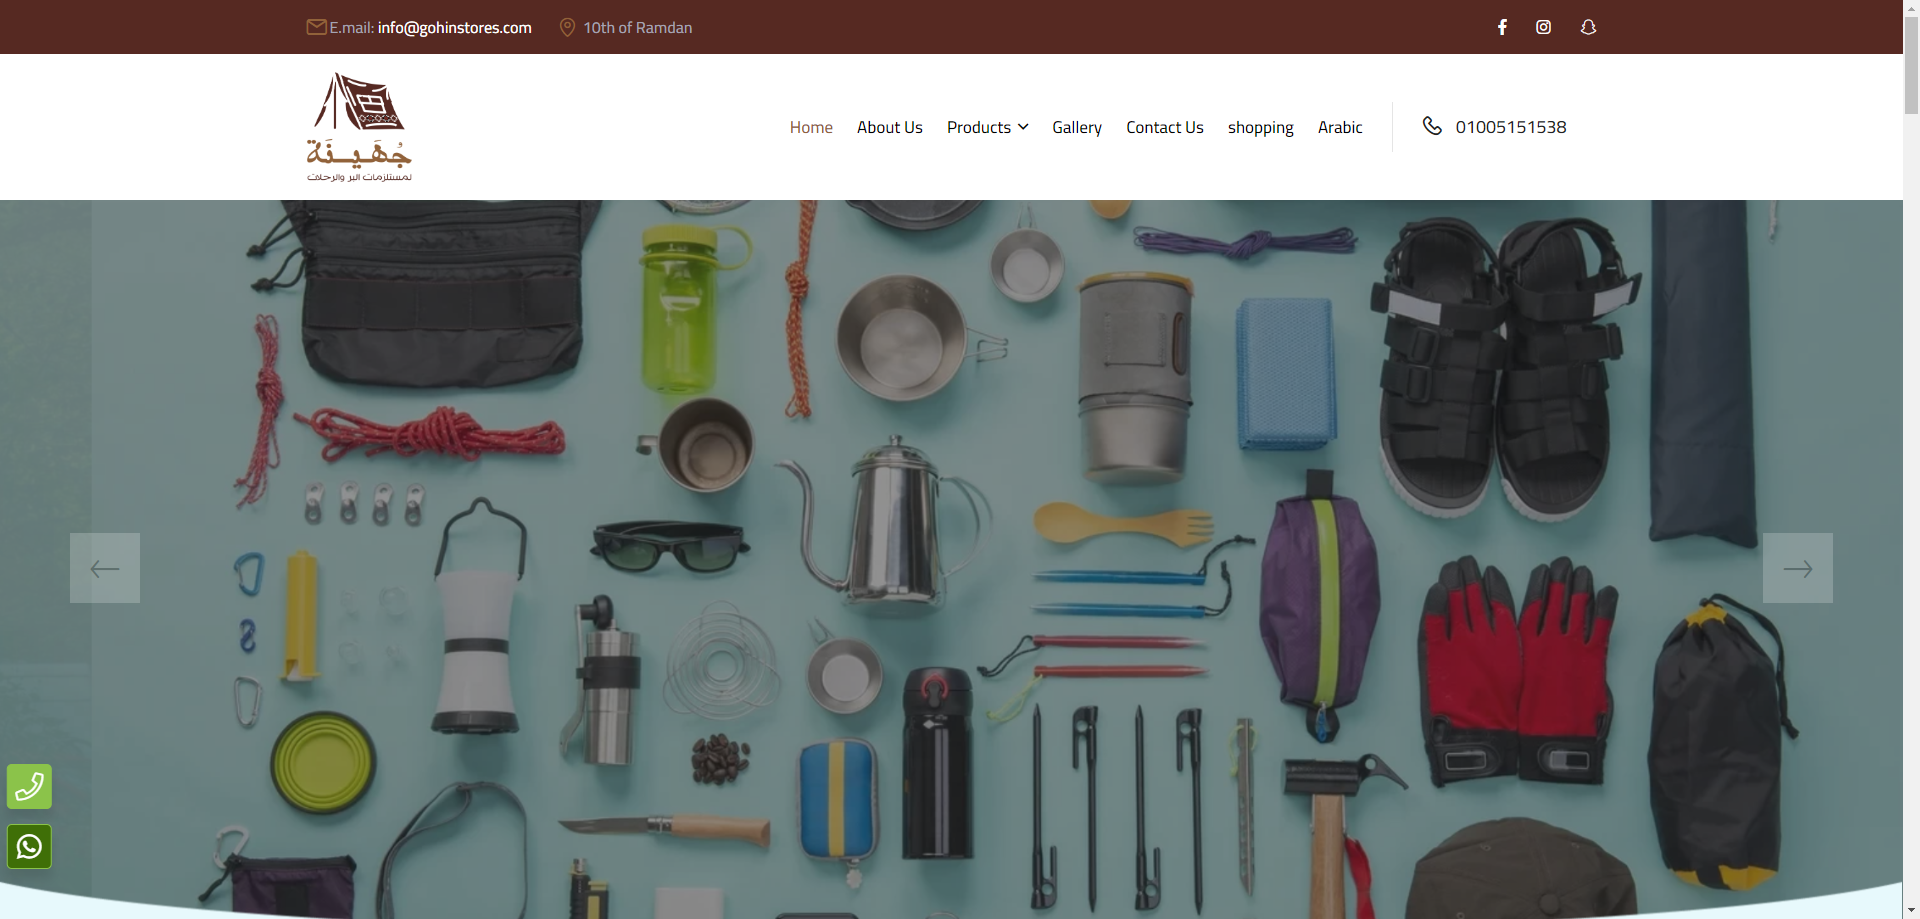 E.mail: info@gohinstores.com
10th of Ramdan
جُهَينَة
لمستلزمات البر والرحلات
Home
About Us
Products
Gallery
Contact Us
shopping
Arabic
01005151538